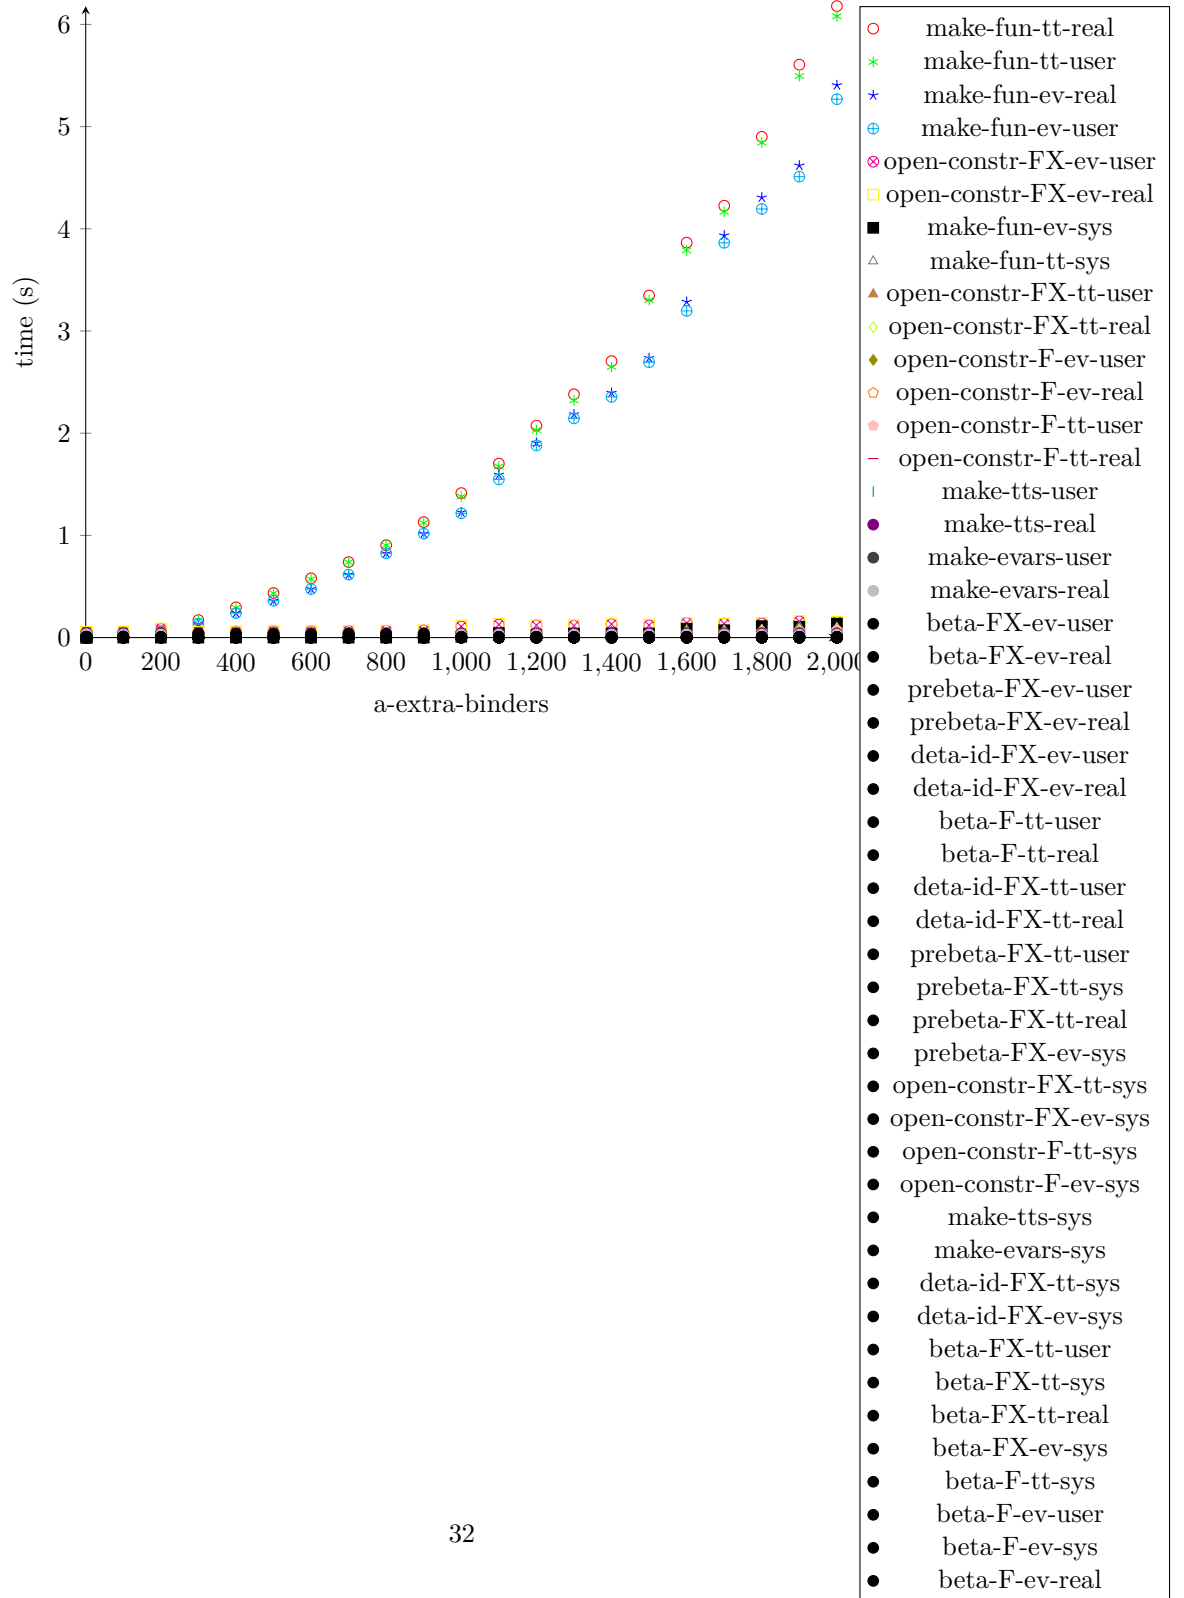 6
5
4
3
2
1
0
time (s)
0 200 400 600 800 1,000 1,200 1,400 1,600 1,800 2,000
a-extra-binders
make-fun-tt-real
make-fun-tt-user
make-fun-ev-real
make-fun-ev-user
open-constr-FX-ev-user
open-constr-FX-ev-real
make-fun-ev-sys
make-fun-tt-sys
open-constr-FX-tt-user
open-constr-FX-tt-real
open-constr-F-ev-user
open-constr-F-ev-real
open-constr-F-tt-user
open-constr-F-tt-real
make-tts-user
make-tts-real
make-evars-user
make-evars-real
beta-FX-ev-user
beta-FX-ev-real
prebeta-FX-ev-user
prebeta-FX-ev-real
deta-id-FX-ev-user
deta-id-FX-ev-real
beta-F-tt-user
beta-F-tt-real
deta-id-FX-tt-user
deta-id-FX-tt-real
prebeta-FX-tt-user
prebeta-FX-tt-sys
prebeta-FX-tt-real
prebeta-FX-ev-sys
open-constr-FX-tt-sys
open-constr-FX-ev-sys
open-constr-F-tt-sys
open-constr-F-ev-sys
make-tts-sys
make-evars-sys
deta-id-FX-tt-sys
deta-id-FX-ev-sys
beta-FX-tt-user
beta-FX-tt-sys
beta-FX-tt-real
beta-FX-ev-sys
beta-F-tt-sys
beta-F-ev-user
beta-F-ev-sys
beta-F-ev-real
32